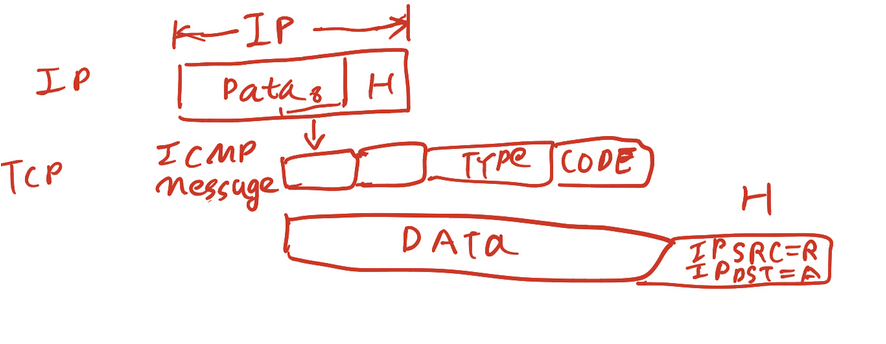 IP
IP
Data 8 H
TCP
ICMP
Message
TYPE CODE
H
DATA
IP SRC=R
IP DST=A